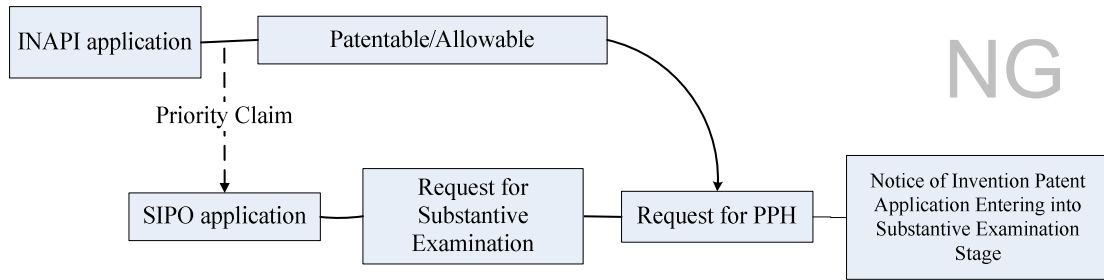 INAPI application
Patentable/Allowable
NG
Priority Claim
SIPO application
Request for
Substantive
Examination
Request for PPH
Notice of Invention Patent
Application Entering into
Substantive Examination
Stage